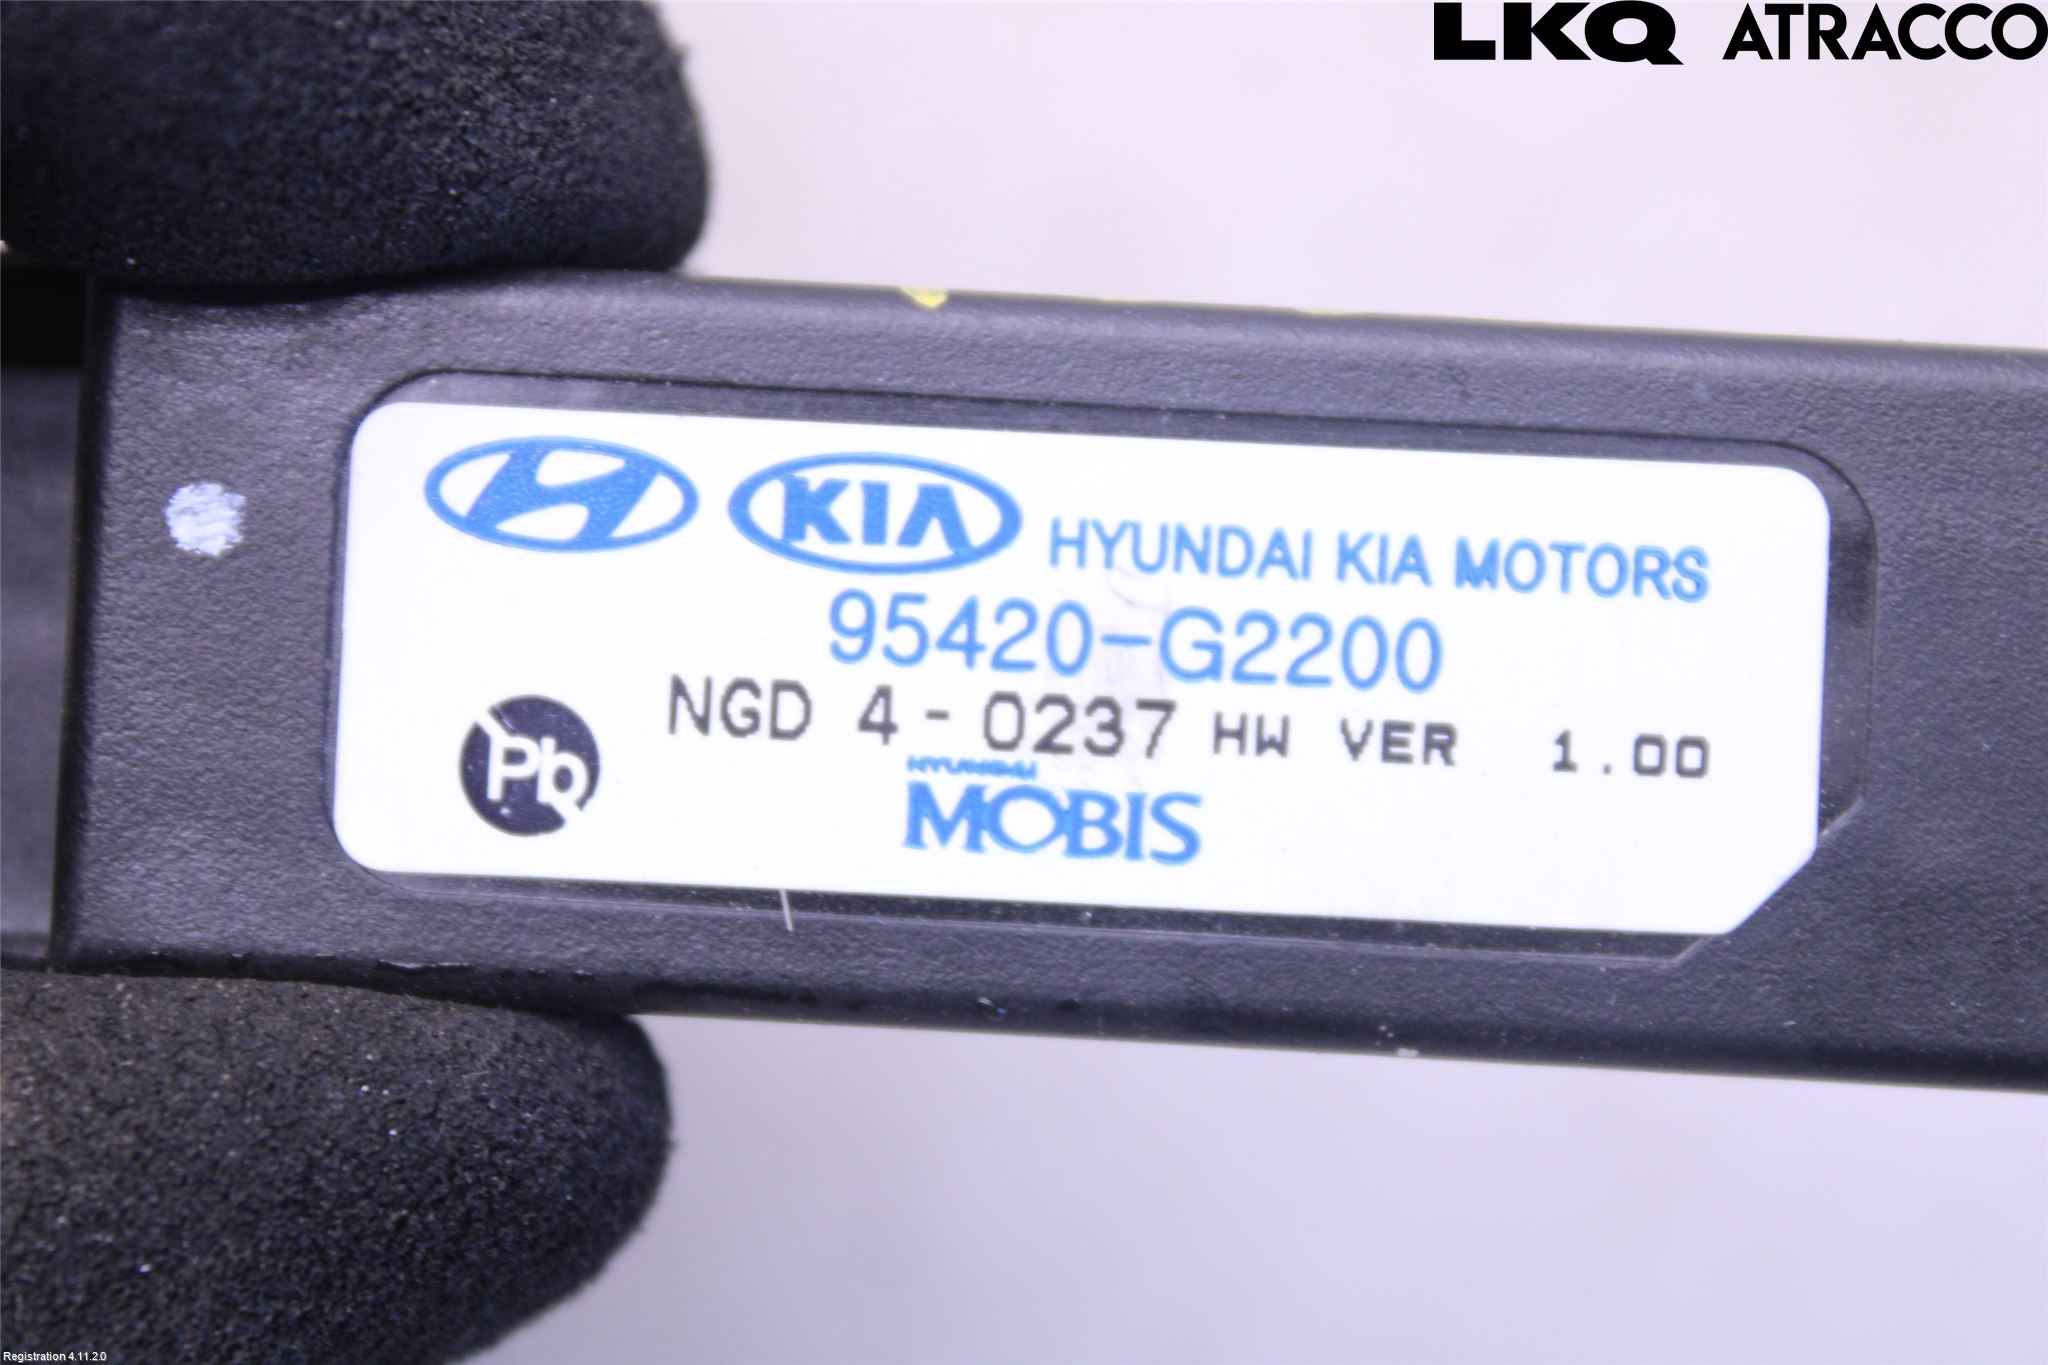 LKQ ATRACCO
KIA HYUNDAI KIA MOTORS
95420-G2200
NGD 4-0237 HW VER 1.00
Pb
HYUNDAI
MOBIS
Registration 4.11.2.0